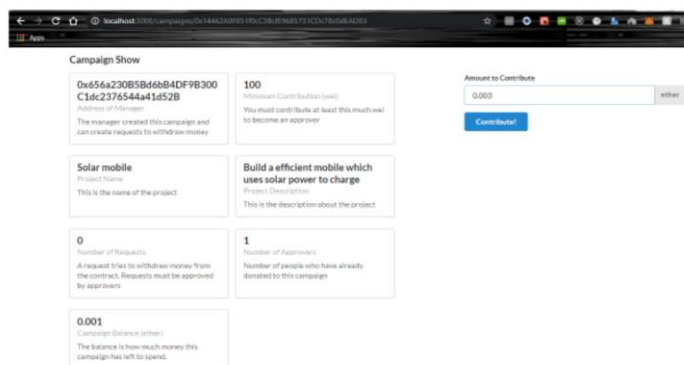 localhost:3000/campaigns/
Apps
Campaign Show
0x656a230B5Bd6bB4DF9B300
C1dc2376544a41d52B
Address of Manager
The manager created this campaign and
can create requests to withdraw money
100
Minimum Contribution (wei)
You must contribute at least this much wei
to become an approver
Solar mobile
Project Name
This is the name of the project
Build a efficient mobile which
uses solar power to charge
Project Description
This is the description about the project
0
Number of Requests
A request tries to withdraw money from
the contract. Requests must be approved
by approvers
1
Number of Approvers
Number of people who have already
donated to this campaign
0.001
Campaign Balance (ether)
The balance is how much money this
campaign has left to spend.
Amount to Contribute
0.003 ether
Contribute!